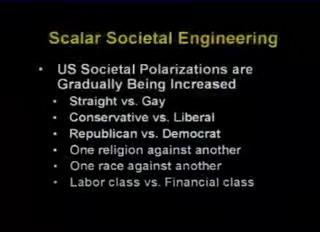 Scalar Societal Engineering
• US Societal Polarizations are
Gradually Being Increased
• Straight vs. Gay
• Conservative vs. Liberal
• Republican vs. Democrat
• One religion against another
• One race against another
• Labor class vs. Financial class